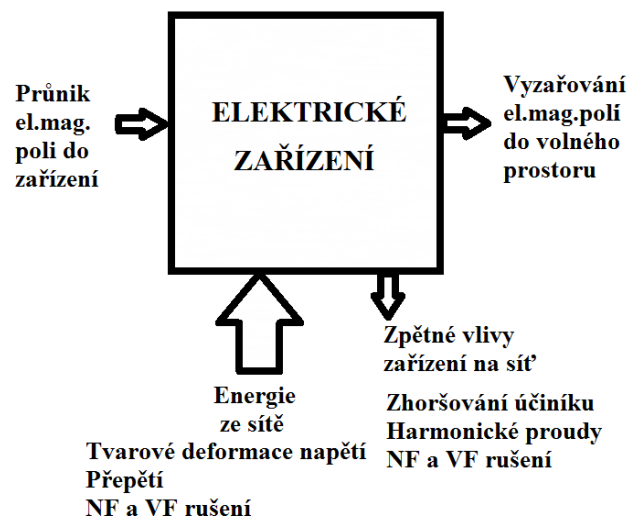 Průnik
el.mag.
poli do
zařízení
ELEKTRICKÉ
ZAŘÍZENÍ
Vyzařování
el.mag.polí
do volného
prostoru
Energie
ze sítě
Tvarové deformace napětí
Přepětí
NF a VF rušení
Zpětné vlivy
zařízení na síť
Zhoršování účiníku
Harmonické proudy
NF a VF rušení